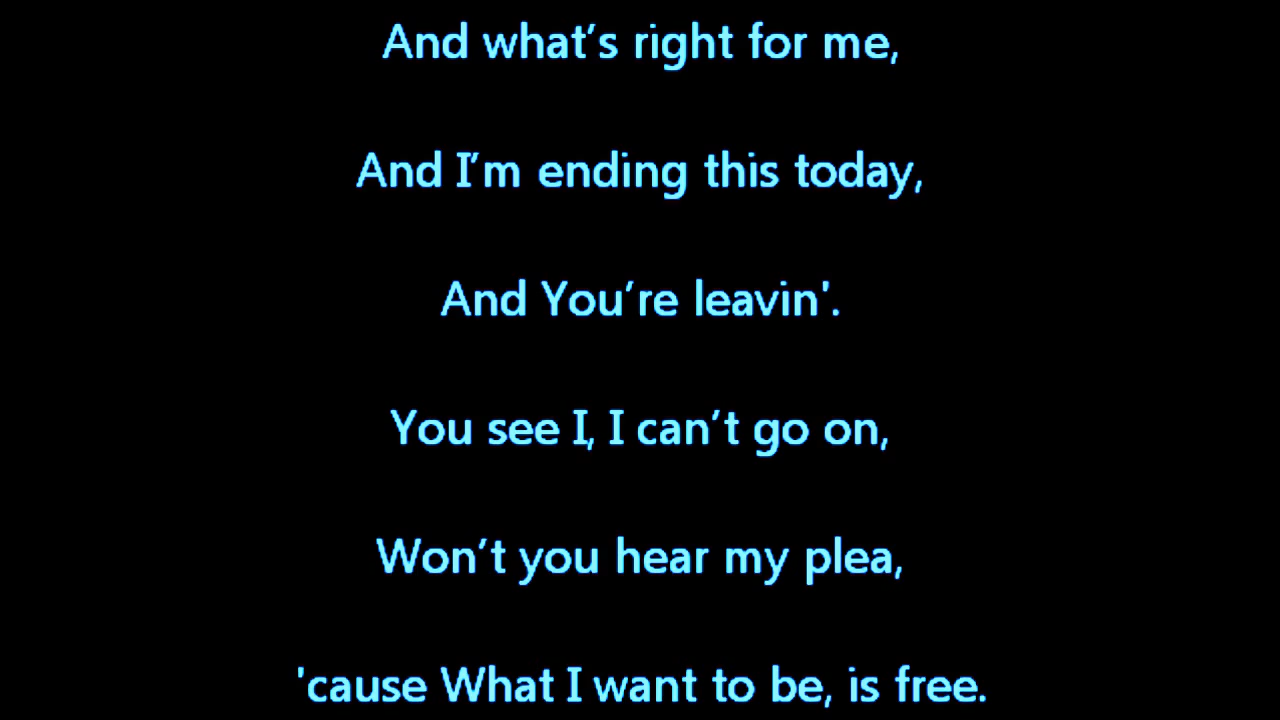 And what’s right for me,
And I’m ending this today,
And You’re leavin'.
You see I, I can’t go on,
Won’t you hear my plea,
'cause What I want to be, is free.